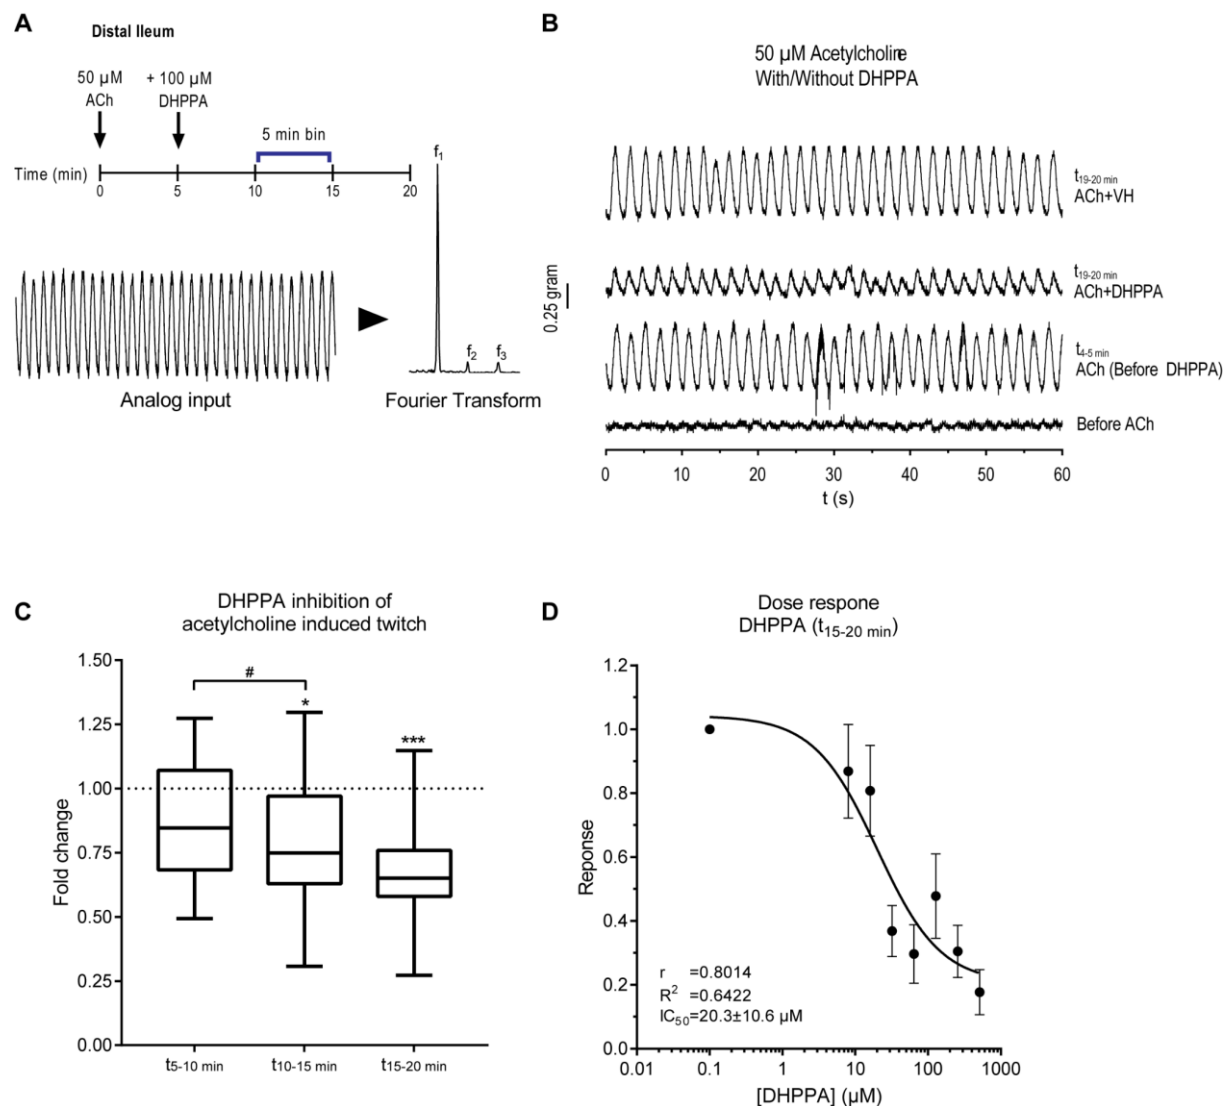 A
Distal Ileum
50 µM
ACh
+ 100 µM
DHPPA
5 min bin
Time (min)
0 5 10 15 20
f1
f2 f3
Analog input
Fourier Transform
B
50 µM Acetylcholine
With/Without DHPPA
t19-20 min
ACh+VH
t19-20 min
ACh+DHPPA
0.25 gram
t4-5 min
ACh (Before DHPPA)
Before ACh
0 10 20 30 40 50 60
t (s)
C
DHPPA inhibition of
acetylcholine induced twitch
1.50
1.25
1.00
0.75
0.50
0.25
0.00
Fold change
#
*
***
t5-10 min t10-15 min t15-20 min
D
Dose respone
DHPPA (t15-20 min)
1.2
1.0
0.8
0.6
0.4
0.2
0
Reponse
r =0.8014
R2 =0.6422
IC50=20.3±10.6 µM
0.01 0.1 1 10 100 1000
[DHPPA] (µM)